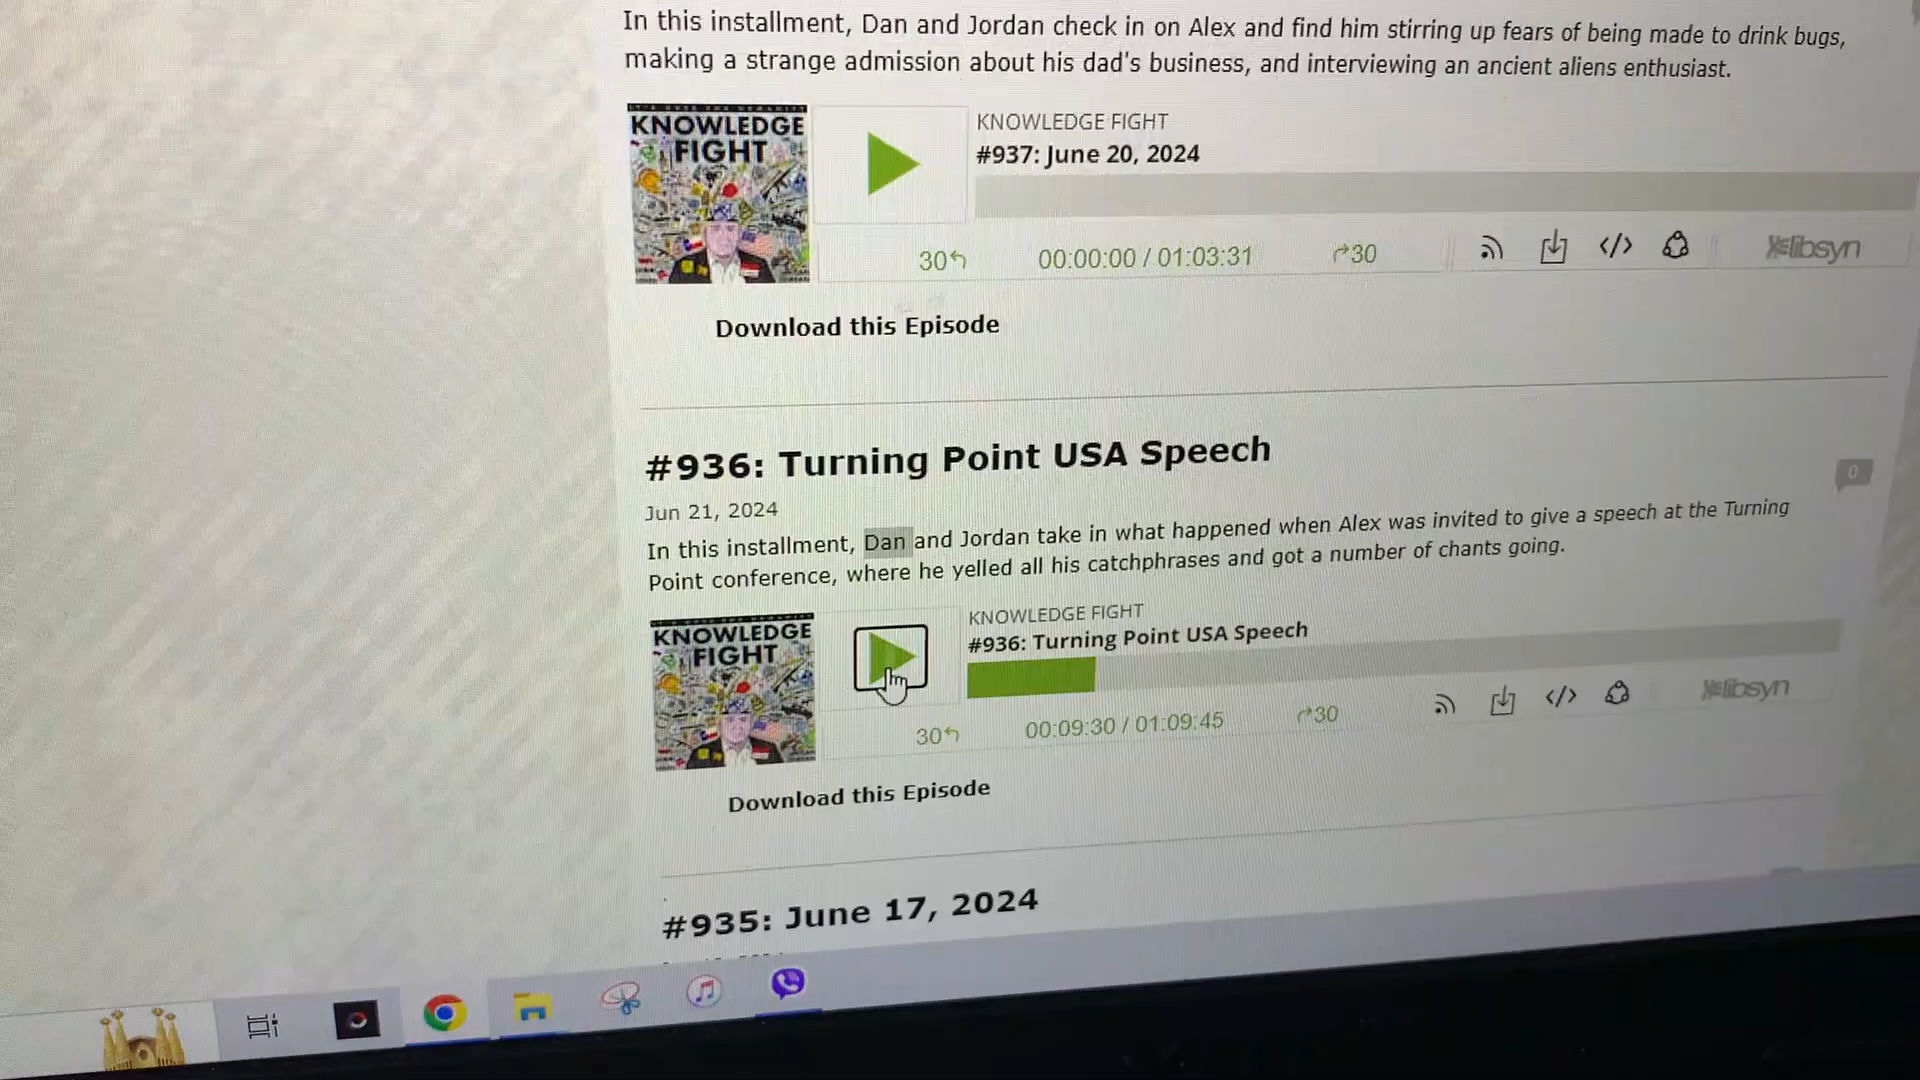 In this installment, Dan and Jordan check in on Alex and find him stirring up fears of being made to drink bugs,
making a strange admission about his dad's business, and interviewing an ancient aliens enthusiast.
KNOWLEDGE
FIGHT
KNOWLEDGE FIGHT
#937: June 20, 2024
30
00:00:00 / 01:03:31
30
libsyn
Download this Episode
#936: Turning Point USA Speech
0
Jun 21, 2024
In this installment, Dan and Jordan take in what happened when Alex was invited to give a speech at the Turning
Point conference, where he yelled all his catchphrases and got a number of chants going.
KNOWLEDGE
FIGHT
KNOWLEDGE FIGHT
#936: Turning Point USA Speech
30
00:09:30 / 01:09:45
30
libsyn
Download this Episode
#935: June 17, 2024